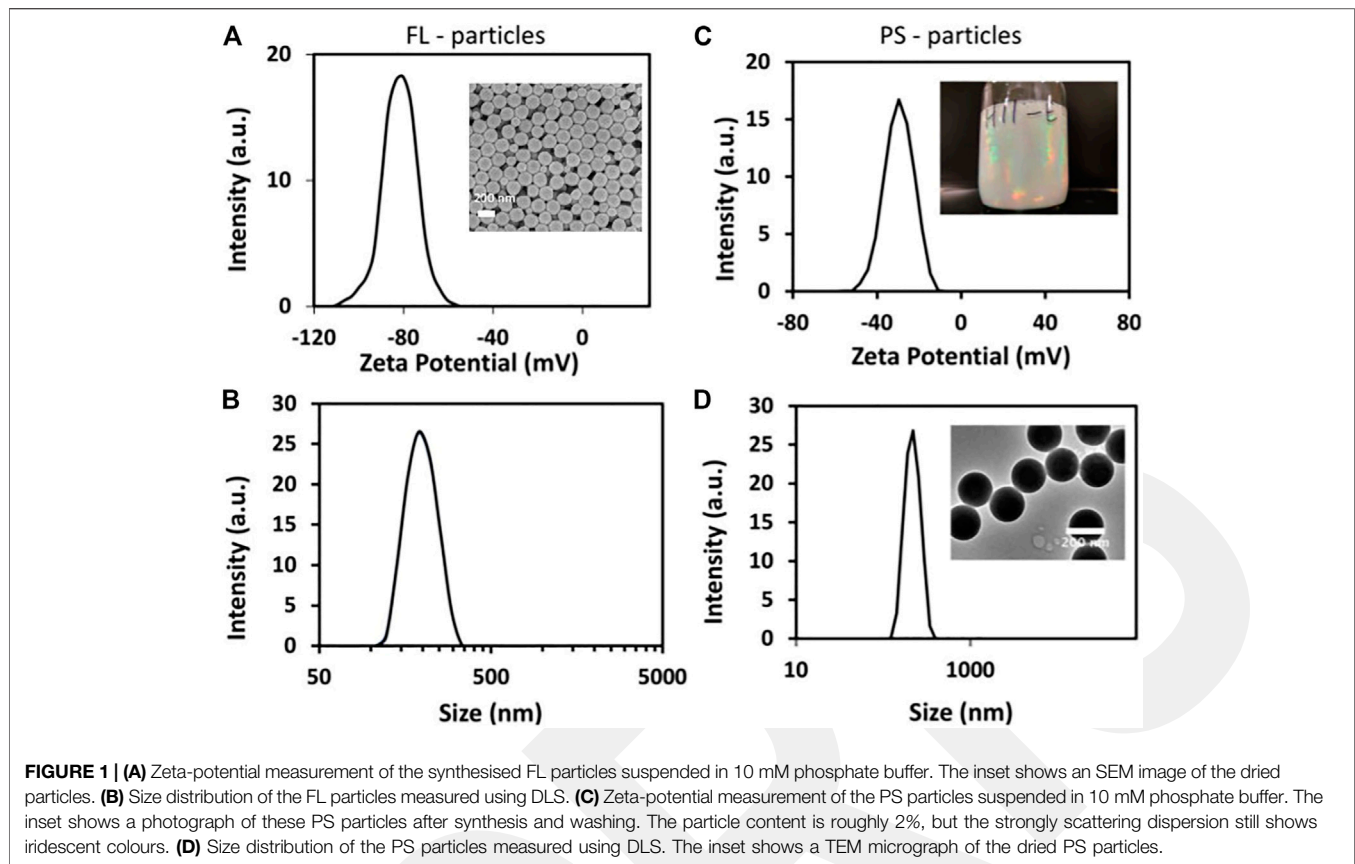 A
FL - particles
20
10
0
Intensity (a.u.)
200 nm
-120 -80 -40 0
Zeta Potential (mV)
C
PS - particles
20
15
10
5
0
Intensity (a.u.)
-80 -40 0 40 80
Zeta Potential (mV)
B
30
25
20
15
10
5
0
Intensity (a.u.)
50 500 5000
Size (nm)
D
30
25
20
15
10
5
0
Intensity (a.u.)
200 nm
10 1000
Size (nm)
FIGURE 1 | (A) Zeta-potential measurement of the synthesised FL particles suspended in 10 mM phosphate buffer. The inset shows an SEM image of the dried
particles. (B) Size distribution of the FL particles measured using DLS. (C) Zeta-potential measurement of the PS particles suspended in 10 mM phosphate buffer. The
inset shows a photograph of these PS particles after synthesis and washing. The particle content is roughly 2%, but the strongly scattering dispersion still shows
iridescent colours. (D) Size distribution of the PS particles measured using DLS. The inset shows a TEM micrograph of the dried PS particles.